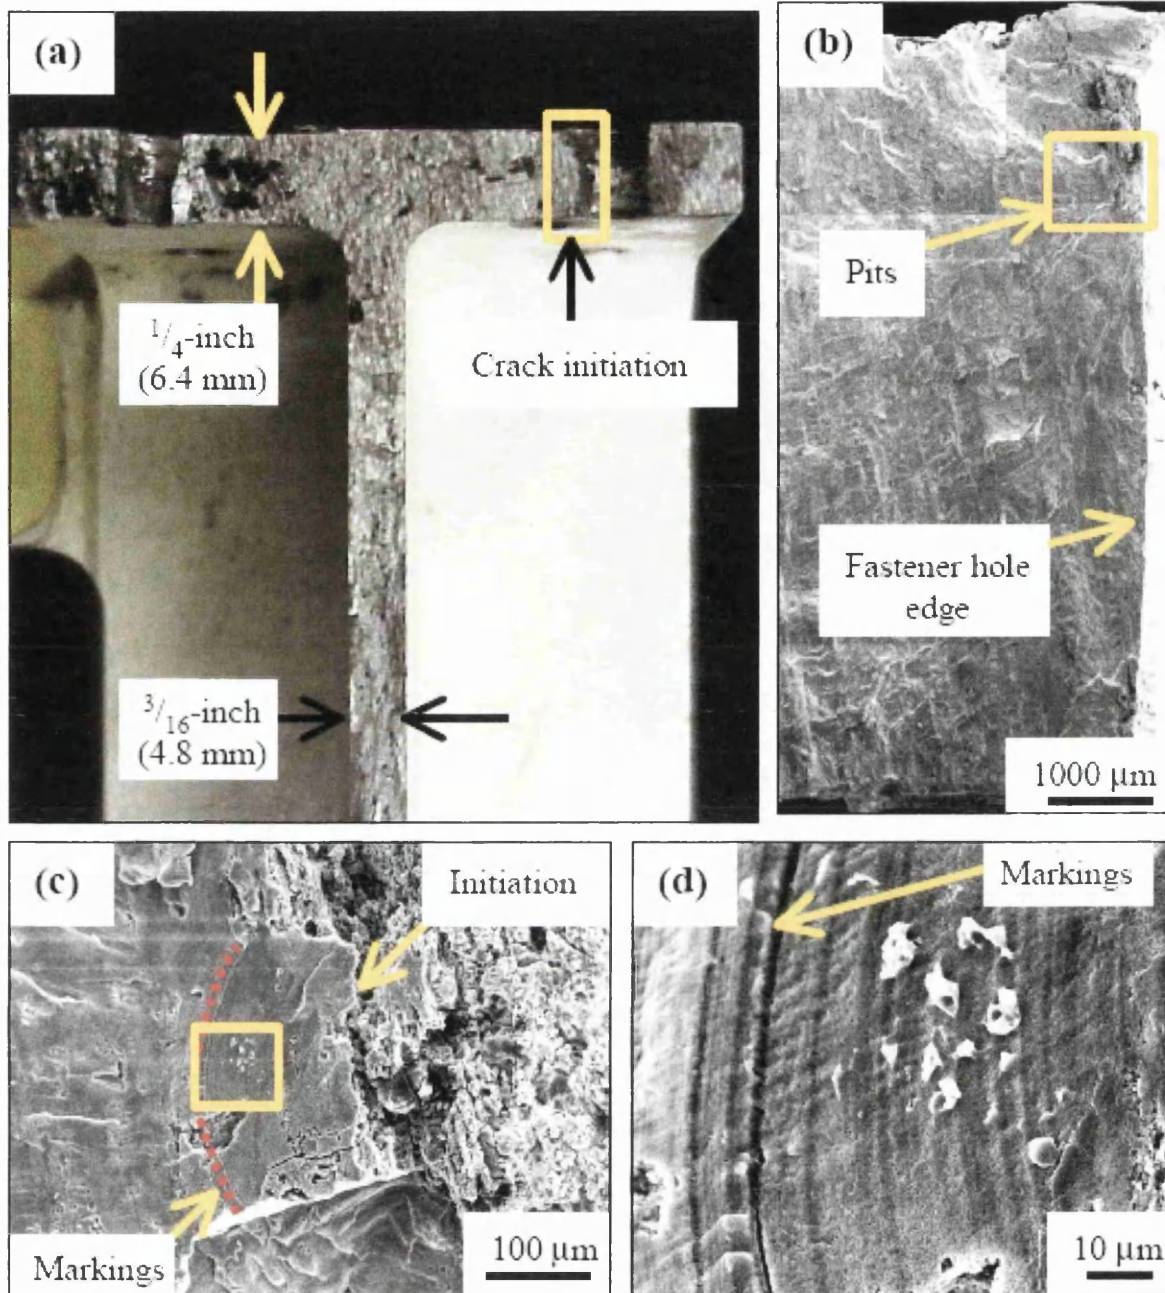 (a)
1/4-inch
(6.4 mm)
Crack initiation
3/16-inch
(4.8 mm)
(b)
Pits
Fastener hole
edge
1000 µm
(c)
Initiation
Markings
100 µm
(d)
Markings
10 µm